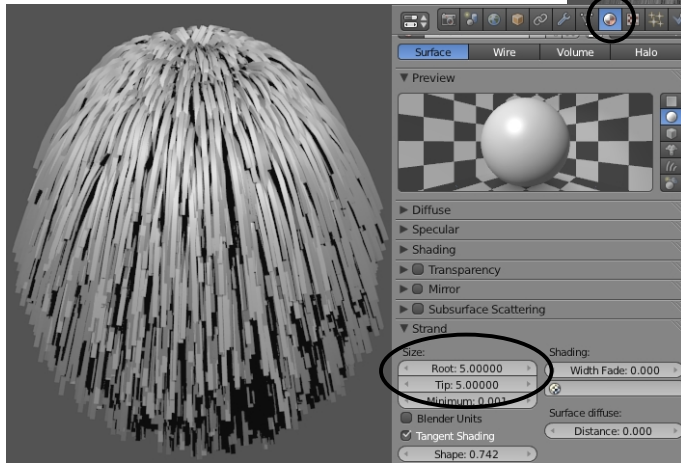 Surface Wire Volume Halo
Preview
Diffuse
Specular
Shading
Transparency
Mirror
Subsurface Scattering
Strand
Size: Shading:
Root: 5.00000 Width Fade: 0.000
Tip: 5.00000
Minimum: 0.001
Blender Units Surface diffuse:
Tangent Shading Distance: 0.000
Shape: 0.742